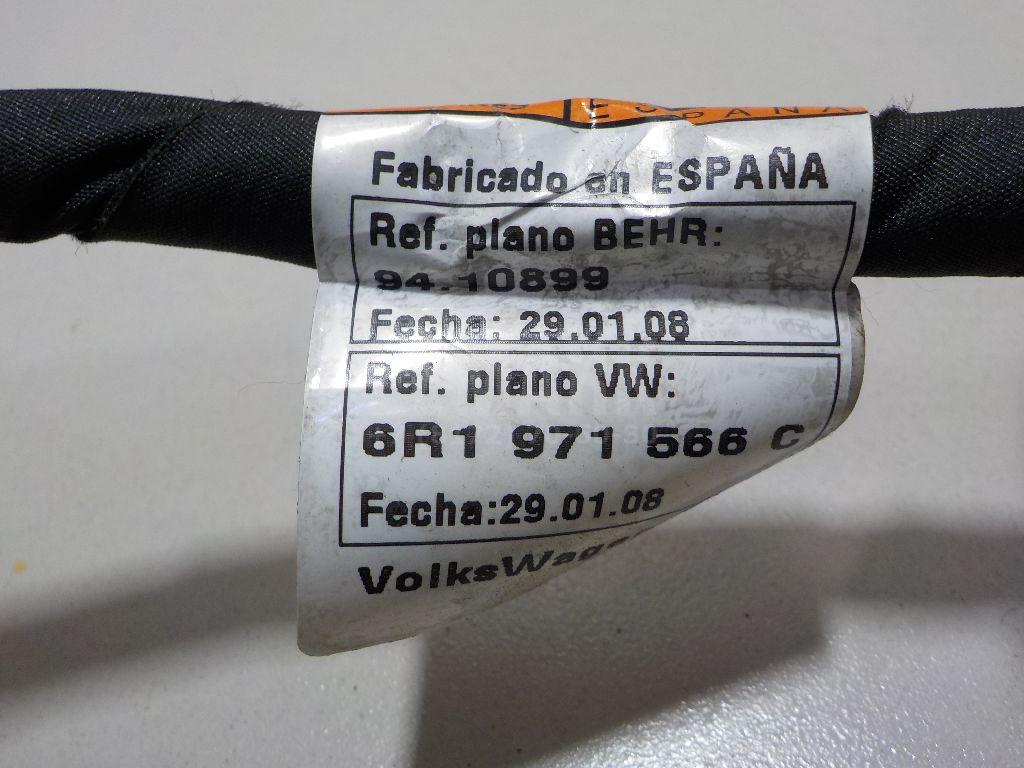 ESPAÑA
Fabricado en ESPAÑA
Ref. plano BEHR:
94.10899
Fecha: 29.01.08
Ref. plano VW:
6R1 971 566 C
Fecha:29.01.08